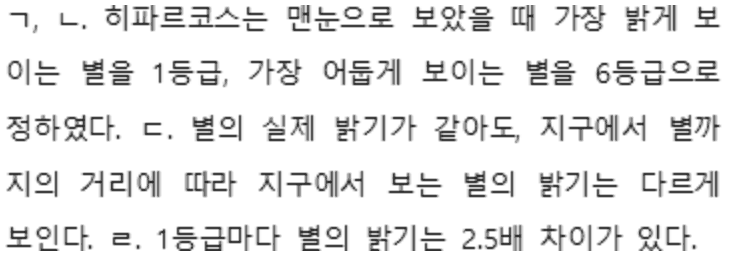 ㄱ, ㄴ. 히파르코스는 맨눈으로 보았을 때 가장 밝게 보
이는 별을 1등급, 가장 어둡게 보이는 별을 6등급으로
정하였다. ㄷ. 별의 실제 밝기가 같아도, 지구에서 별까
지의 거리에 따라 지구에서 보는 별의 밝기는 다르게
보인다. ㄹ. 1등급마다 별의 밝기는 2.5배 차이가 있다.